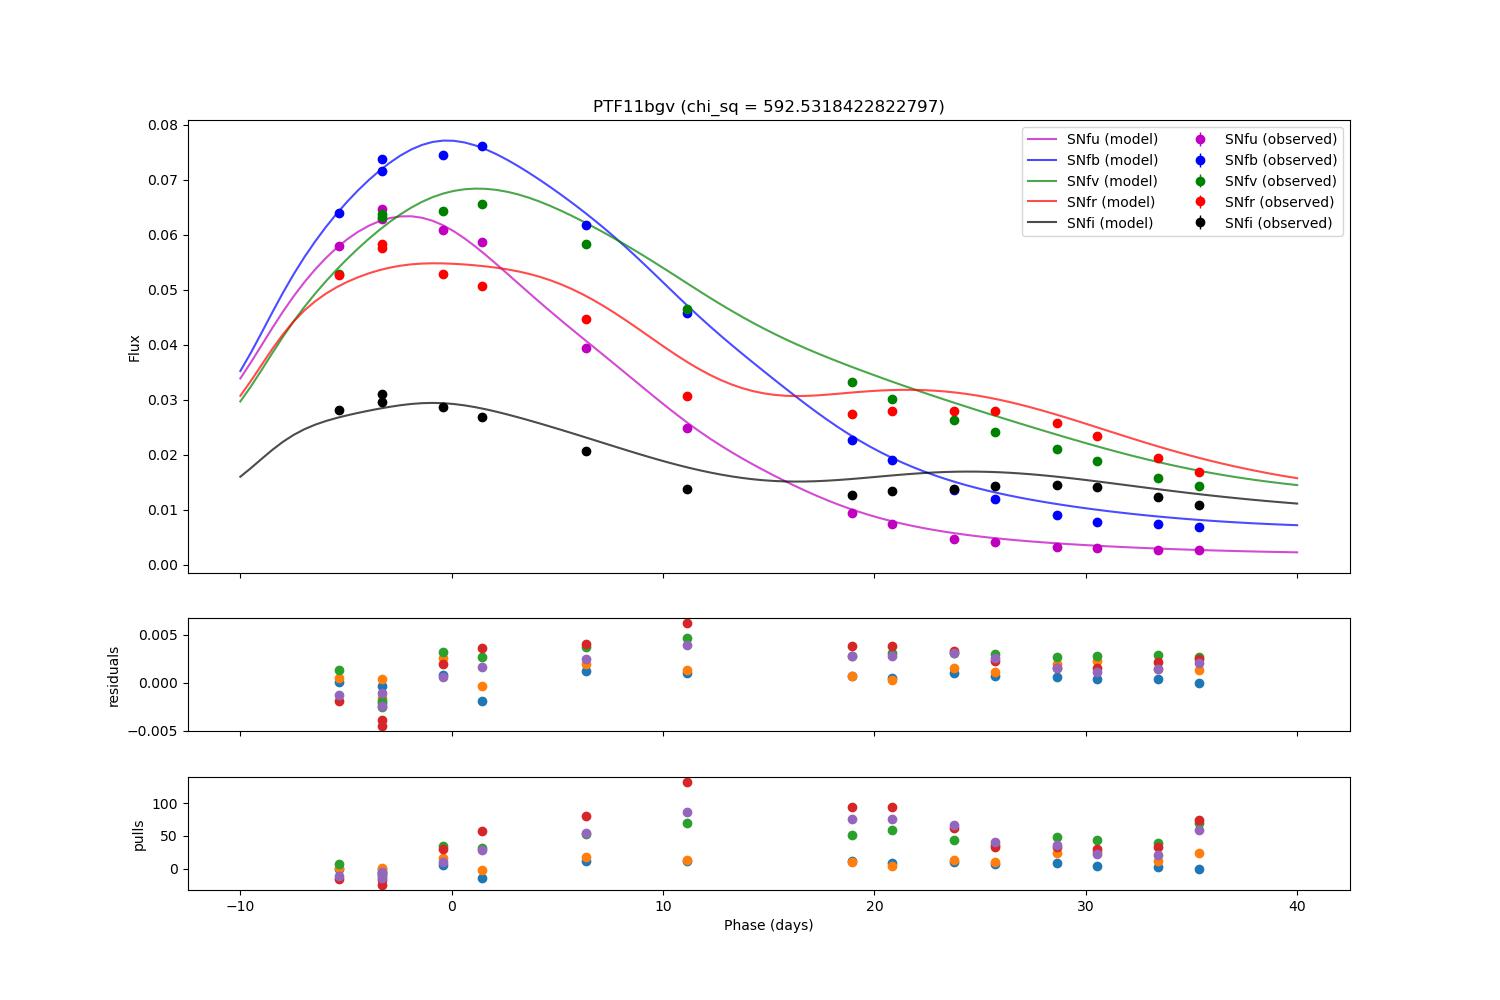 PTF11bgv (chi_sq = 592.5318422822797)
0.08
0.07
0.06
0.05
0.04
0.03
0.02
0.01
0.00
Flux
SNfu (model)
SNfb (model)
SNfv (model)
SNfr (model)
SNfi (model)
SNfu (observed)
SNfb (observed)
SNfv (observed)
SNfr (observed)
SNfi (observed)
0.005
0.000
−0.005
residuals
100
50
0
pulls
−10
0
10
20
30
40
Phase (days)